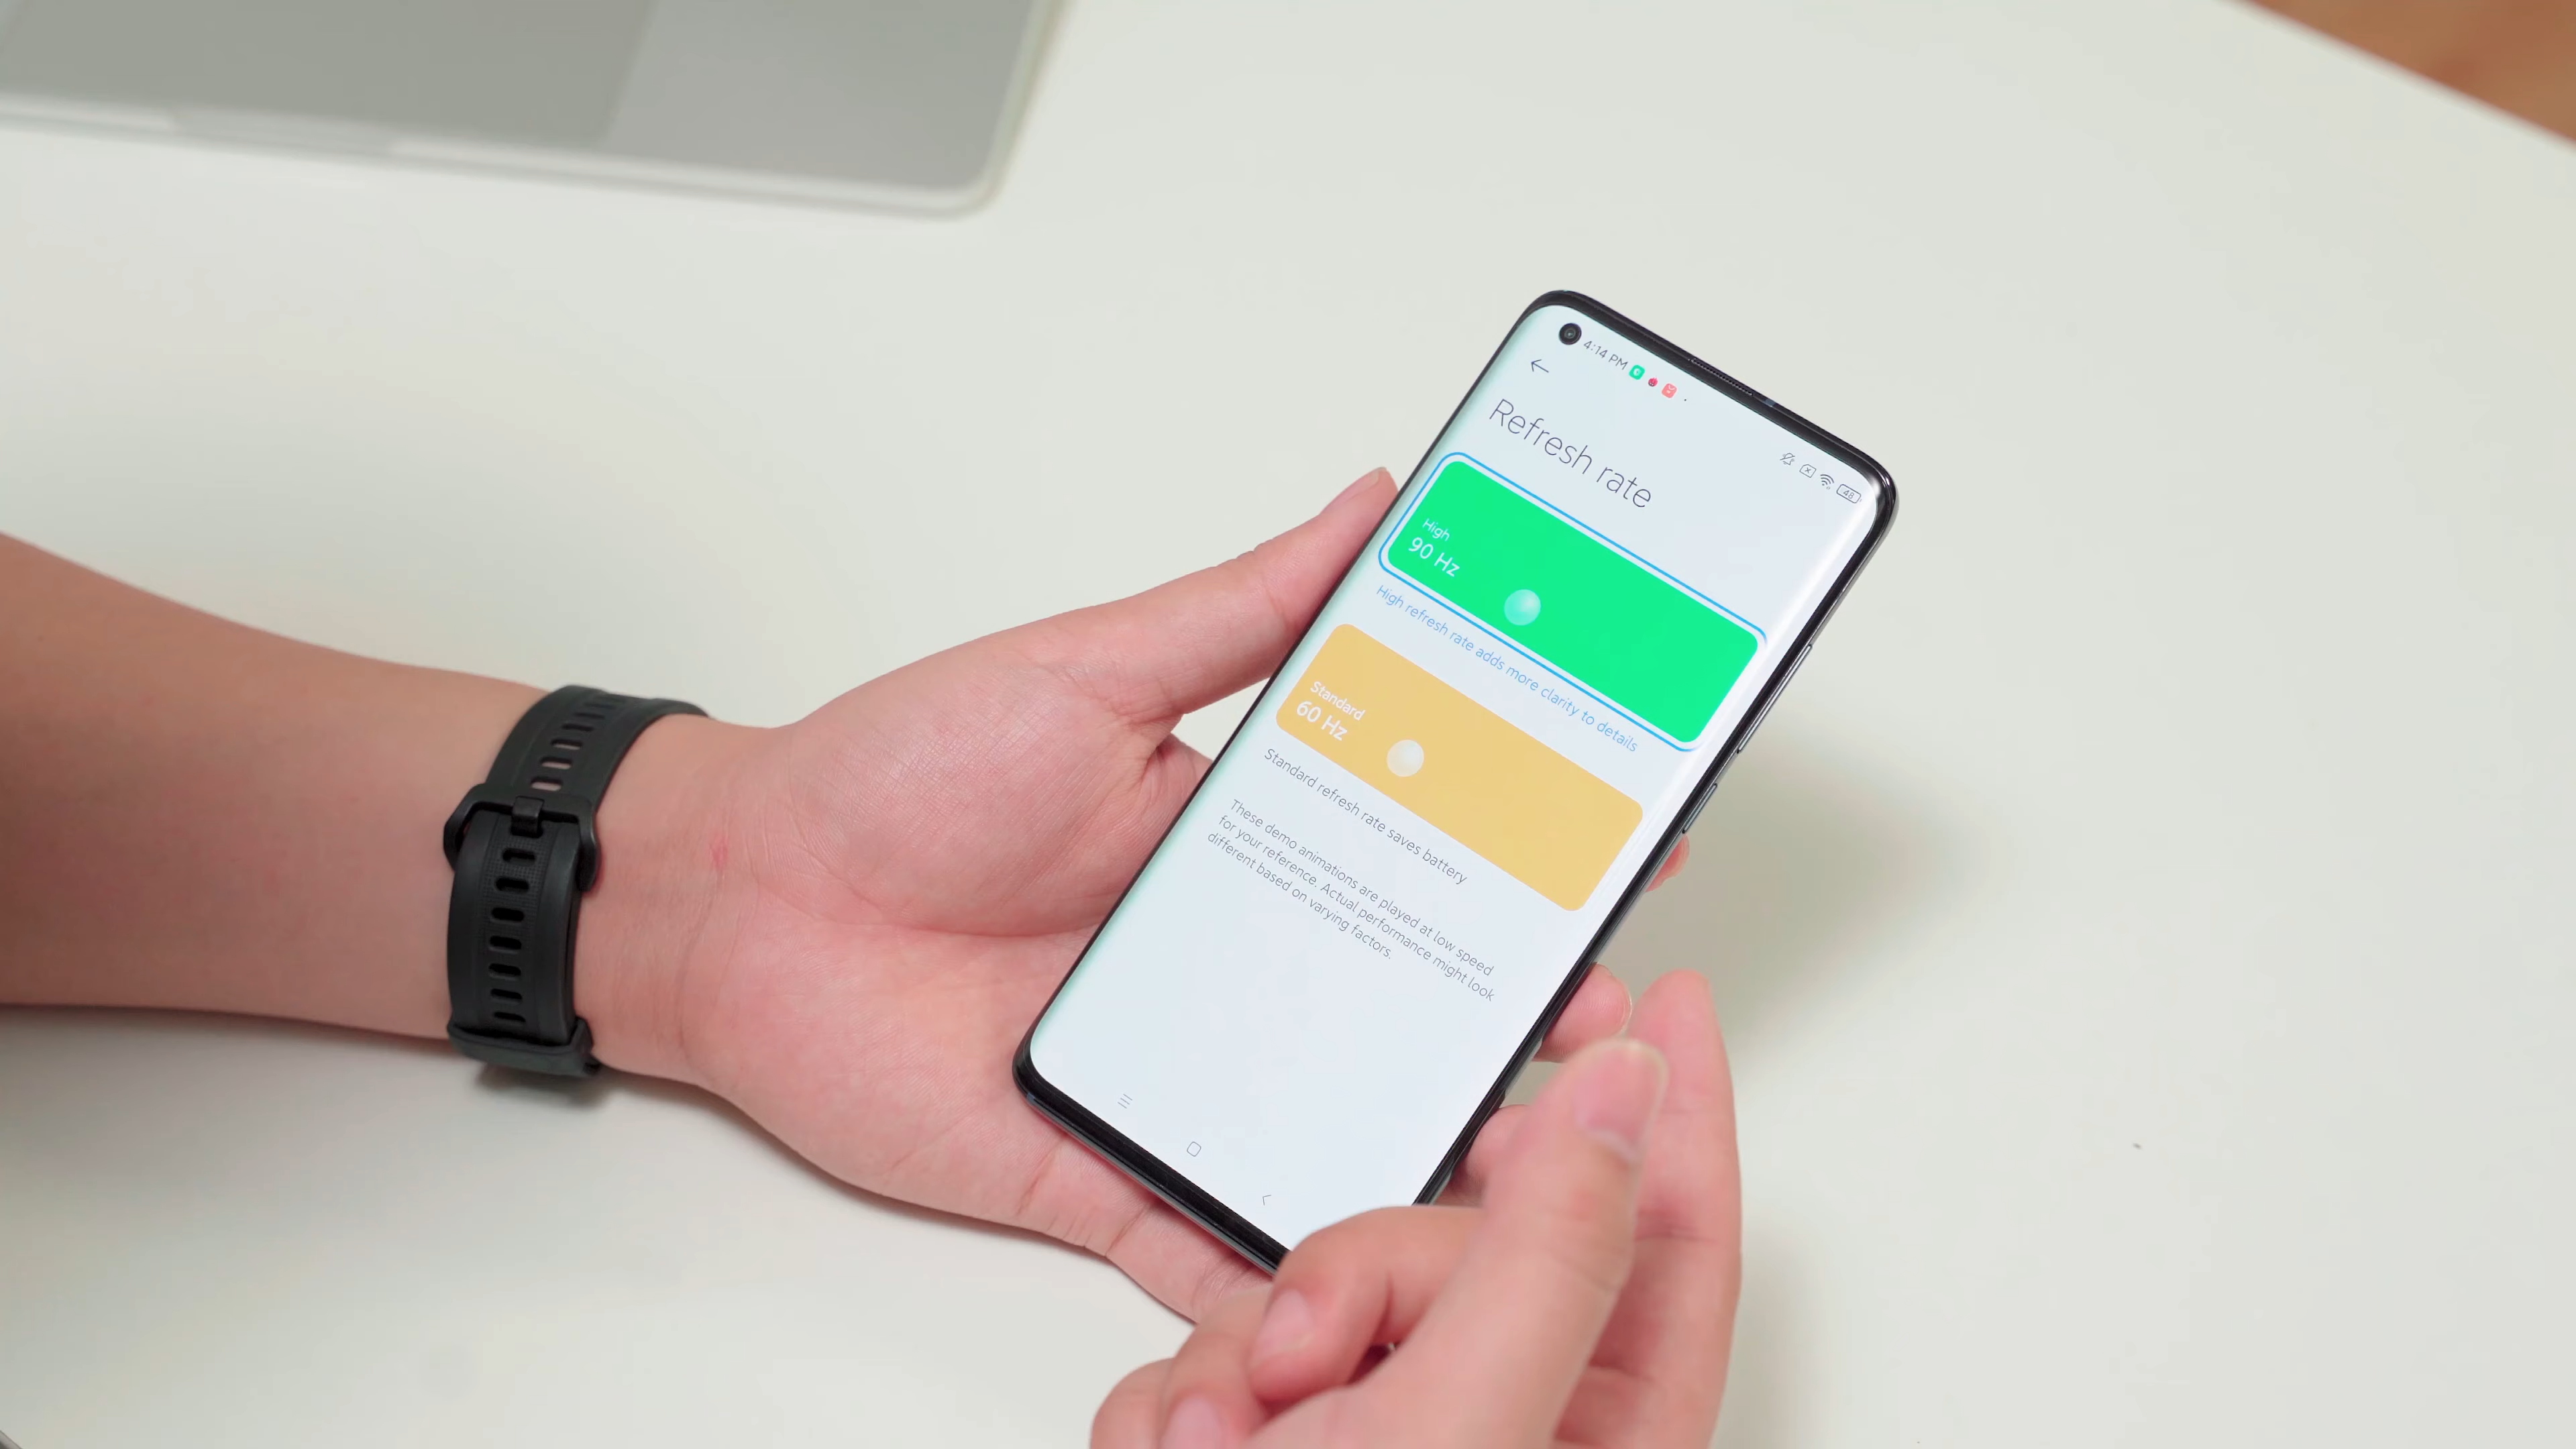 4:14 PM
48
Refresh rate
High
90 Hz
High refresh rate adds more clarity to details
Standard
60 Hz
Standard refresh rate saves battery
These demo animations are played at low speed
for your reference. Actual performance might look
different based on varying factors.